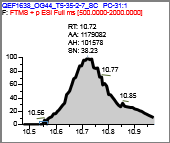 QEF1638_OG44_T5-35-2-7_SC PC-31:1
F: FTMS + p ESI Full ms [500.0000-2000.0000]
RT: 10.72
AA: 1179082
AH: 101578
SN: 38.23
100
80
60
40
20
0
10.56
10.77
10.85
10.5 10.6 10.7 10.8 10.9